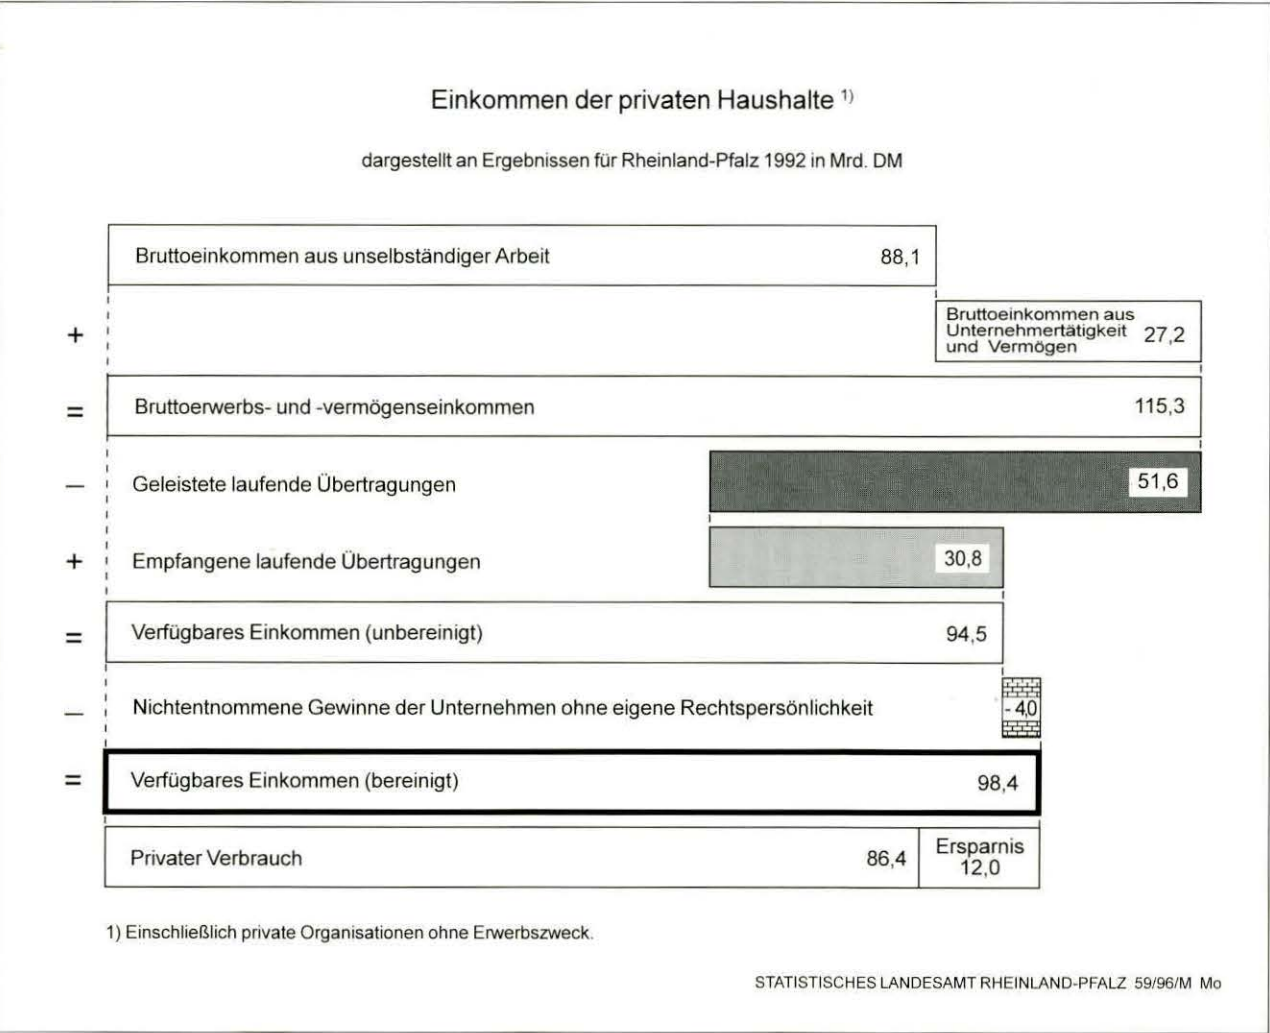 Einkommen der privaten Haushalte 1)
dargestellt an Ergebnissen für Rheinland-Pfalz 1992 in Mrd. DM
Bruttoeinkommen aus unselbständiger Arbeit 88,1
+
Bruttoeinkommen aus
Unternehmertätigkeit 27,2
und Vermögen
= Bruttoerwerbs- und -vermögenseinkommen 115,3
– Geleistete laufende Übertragungen 51,6
+ Empfangene laufende Übertragungen 30,8
= Verfügbares Einkommen (unbereinigt) 94,5
– Nichtentnommene Gewinne der Unternehmen ohne eigene Rechtspersönlichkeit - 4,0
= Verfügbares Einkommen (bereinigt) 98,4
Privater Verbrauch 86,4
Ersparnis
12,0
1) Einschließlich private Organisationen ohne Erwerbszweck.
STATISTISCHES LANDESAMT RHEINLAND-PFALZ 59/96/M Mo